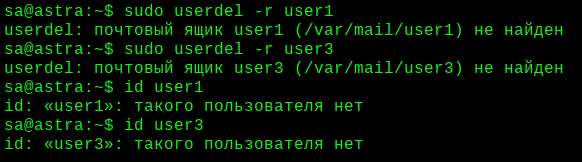 sa@astra:~$ sudo userdel -r user1
userdel: почтовый ящик user1 (/var/mail/user1) не найден
sa@astra:~$ sudo userdel -r user3
userdel: почтовый ящик user3 (/var/mail/user3) не найден
sa@astra:~$ id user1
id: «user1»: такого пользователя нет
sa@astra:~$ id user3
id: «user3»: такого пользователя нет